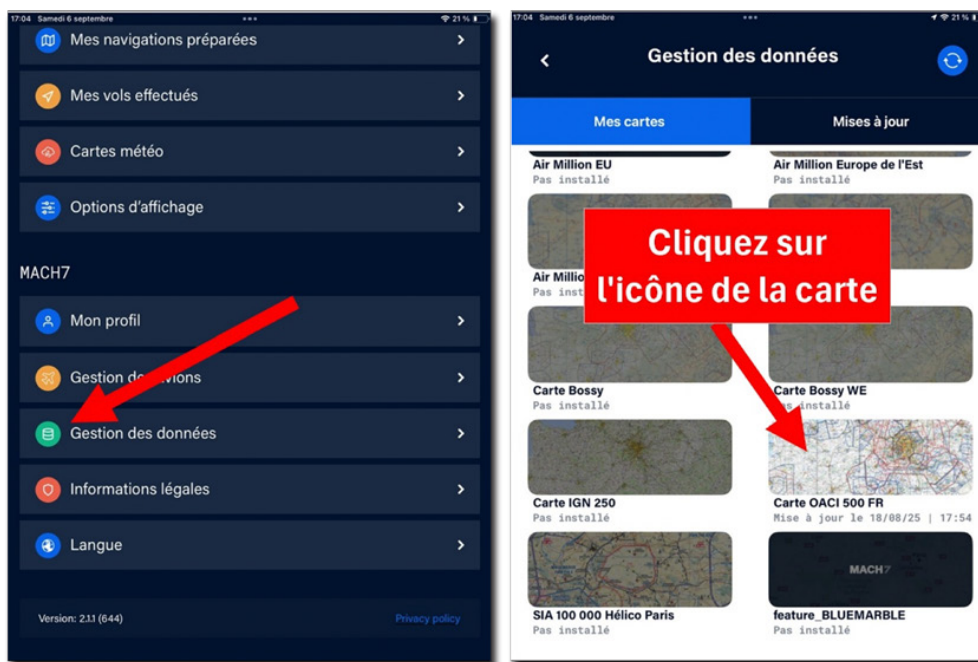 17:04 Samedi 6 septembre
21 %
Mes navigations préparées
Mes vols effectués
Cartes météo
Options d'affichage
MACH7
Mon profil
Gestion des avions
Gestion des données
Informations légales
Langue
Version: 2.1.1 (644)
Privacy policy
17:04 Samedi 6 septembre
21 %
Gestion des données
Mes cartes
Mises à jour
Air Million EU
Pas installé
Air Million Europe de l'Est
Pas installé
Cliquez sur
l'icône de la carte
Air Millio
Pas inst
Carte Bossy
Pas installé
Carte Bossy WE
Pas installé
Carte IGN 250
Pas installé
Carte OACI 500 FR
Mise à jour le 18/08/25 | 17:54
MACH7
SIA 100 000 Hélico Paris
Pas installé
feature_BLUEMARBLE
Pas installé